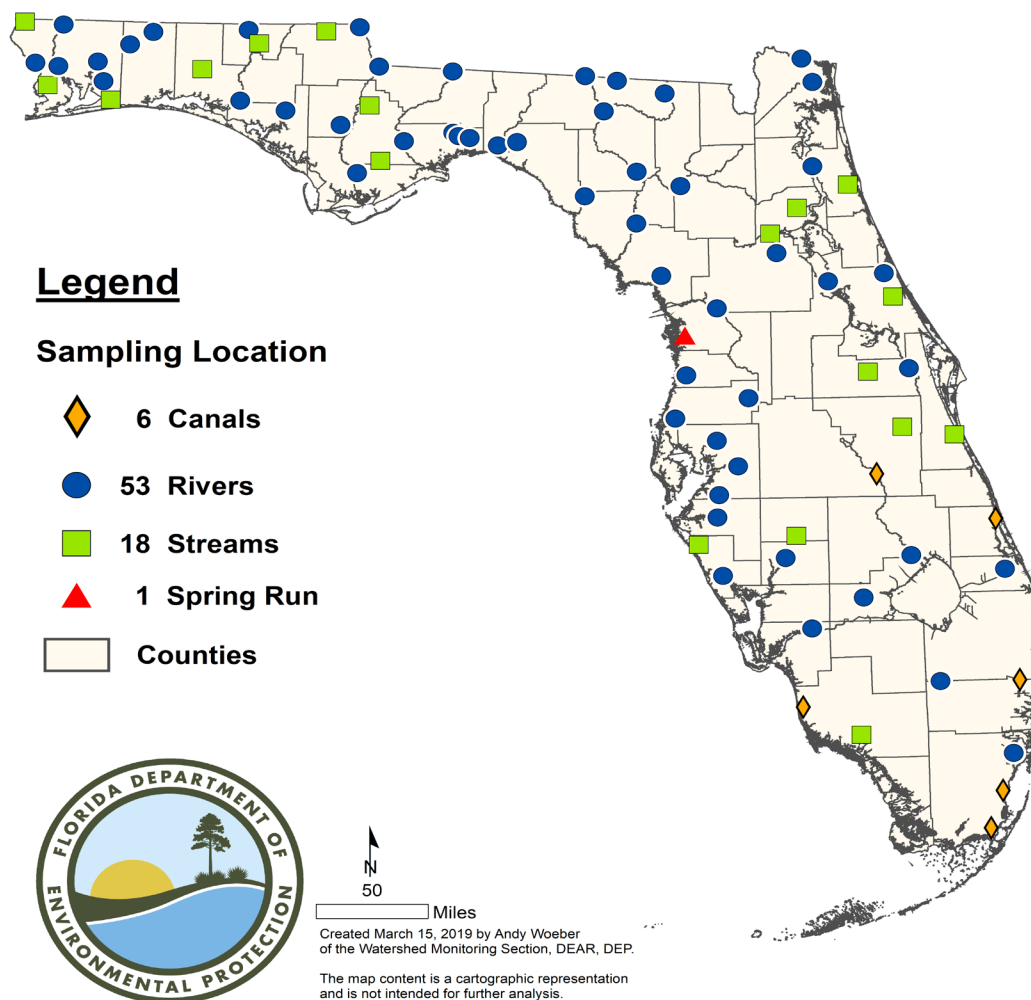 Legend
Sampling Location
6 Canals
53 Rivers
18 Streams
1 Spring Run
Counties
FLORIDA DEPARTMENT OF
ENVIRONMENTAL PROTECTION
N
50
Miles
Created March 15, 2019 by Andy Woeber
of the Watershed Monitoring Section, DEAR, DEP.
The map content is a cartographic representation
and is not intended for further analysis.